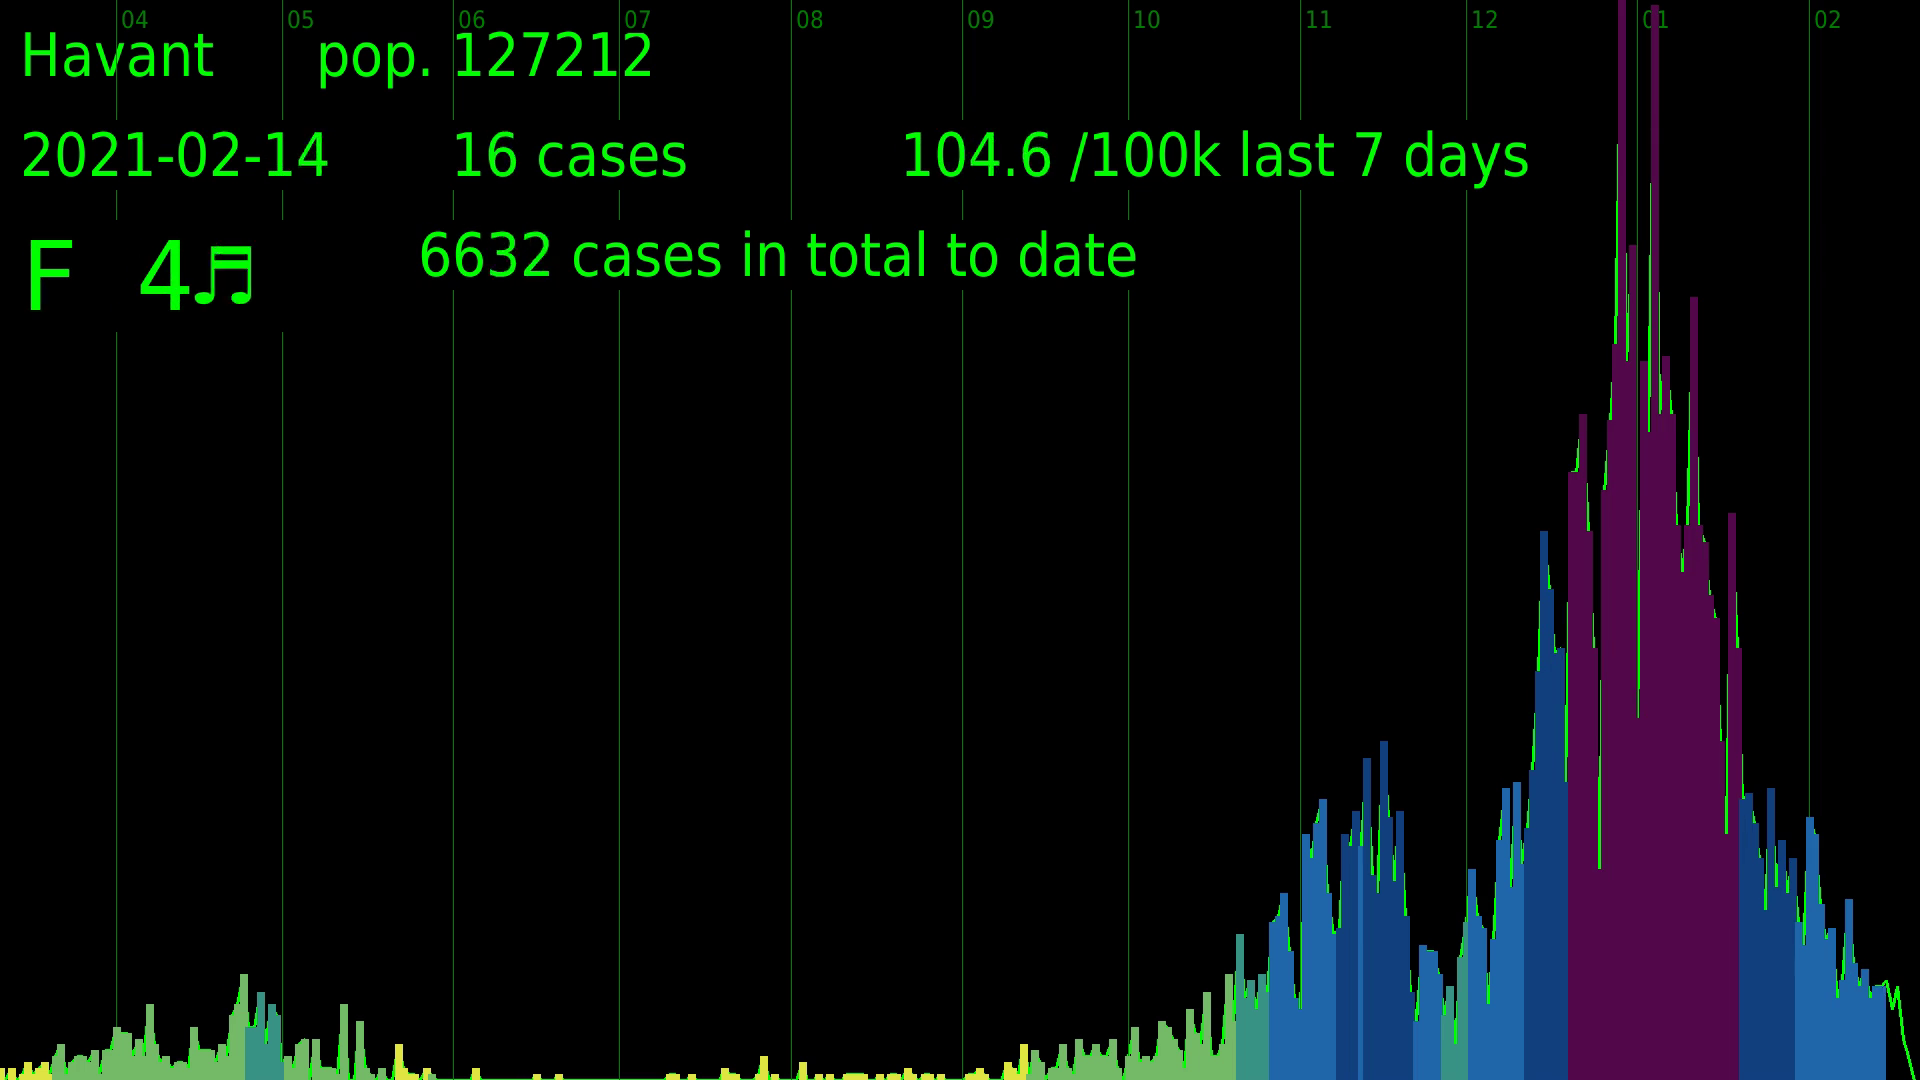 04 05 06 07 08 09 10 11 12 01 02
Havant pop. 127212
2021-02-14 16 cases 104.6 /100k last 7 days
F 4♬ 6632 cases in total to date